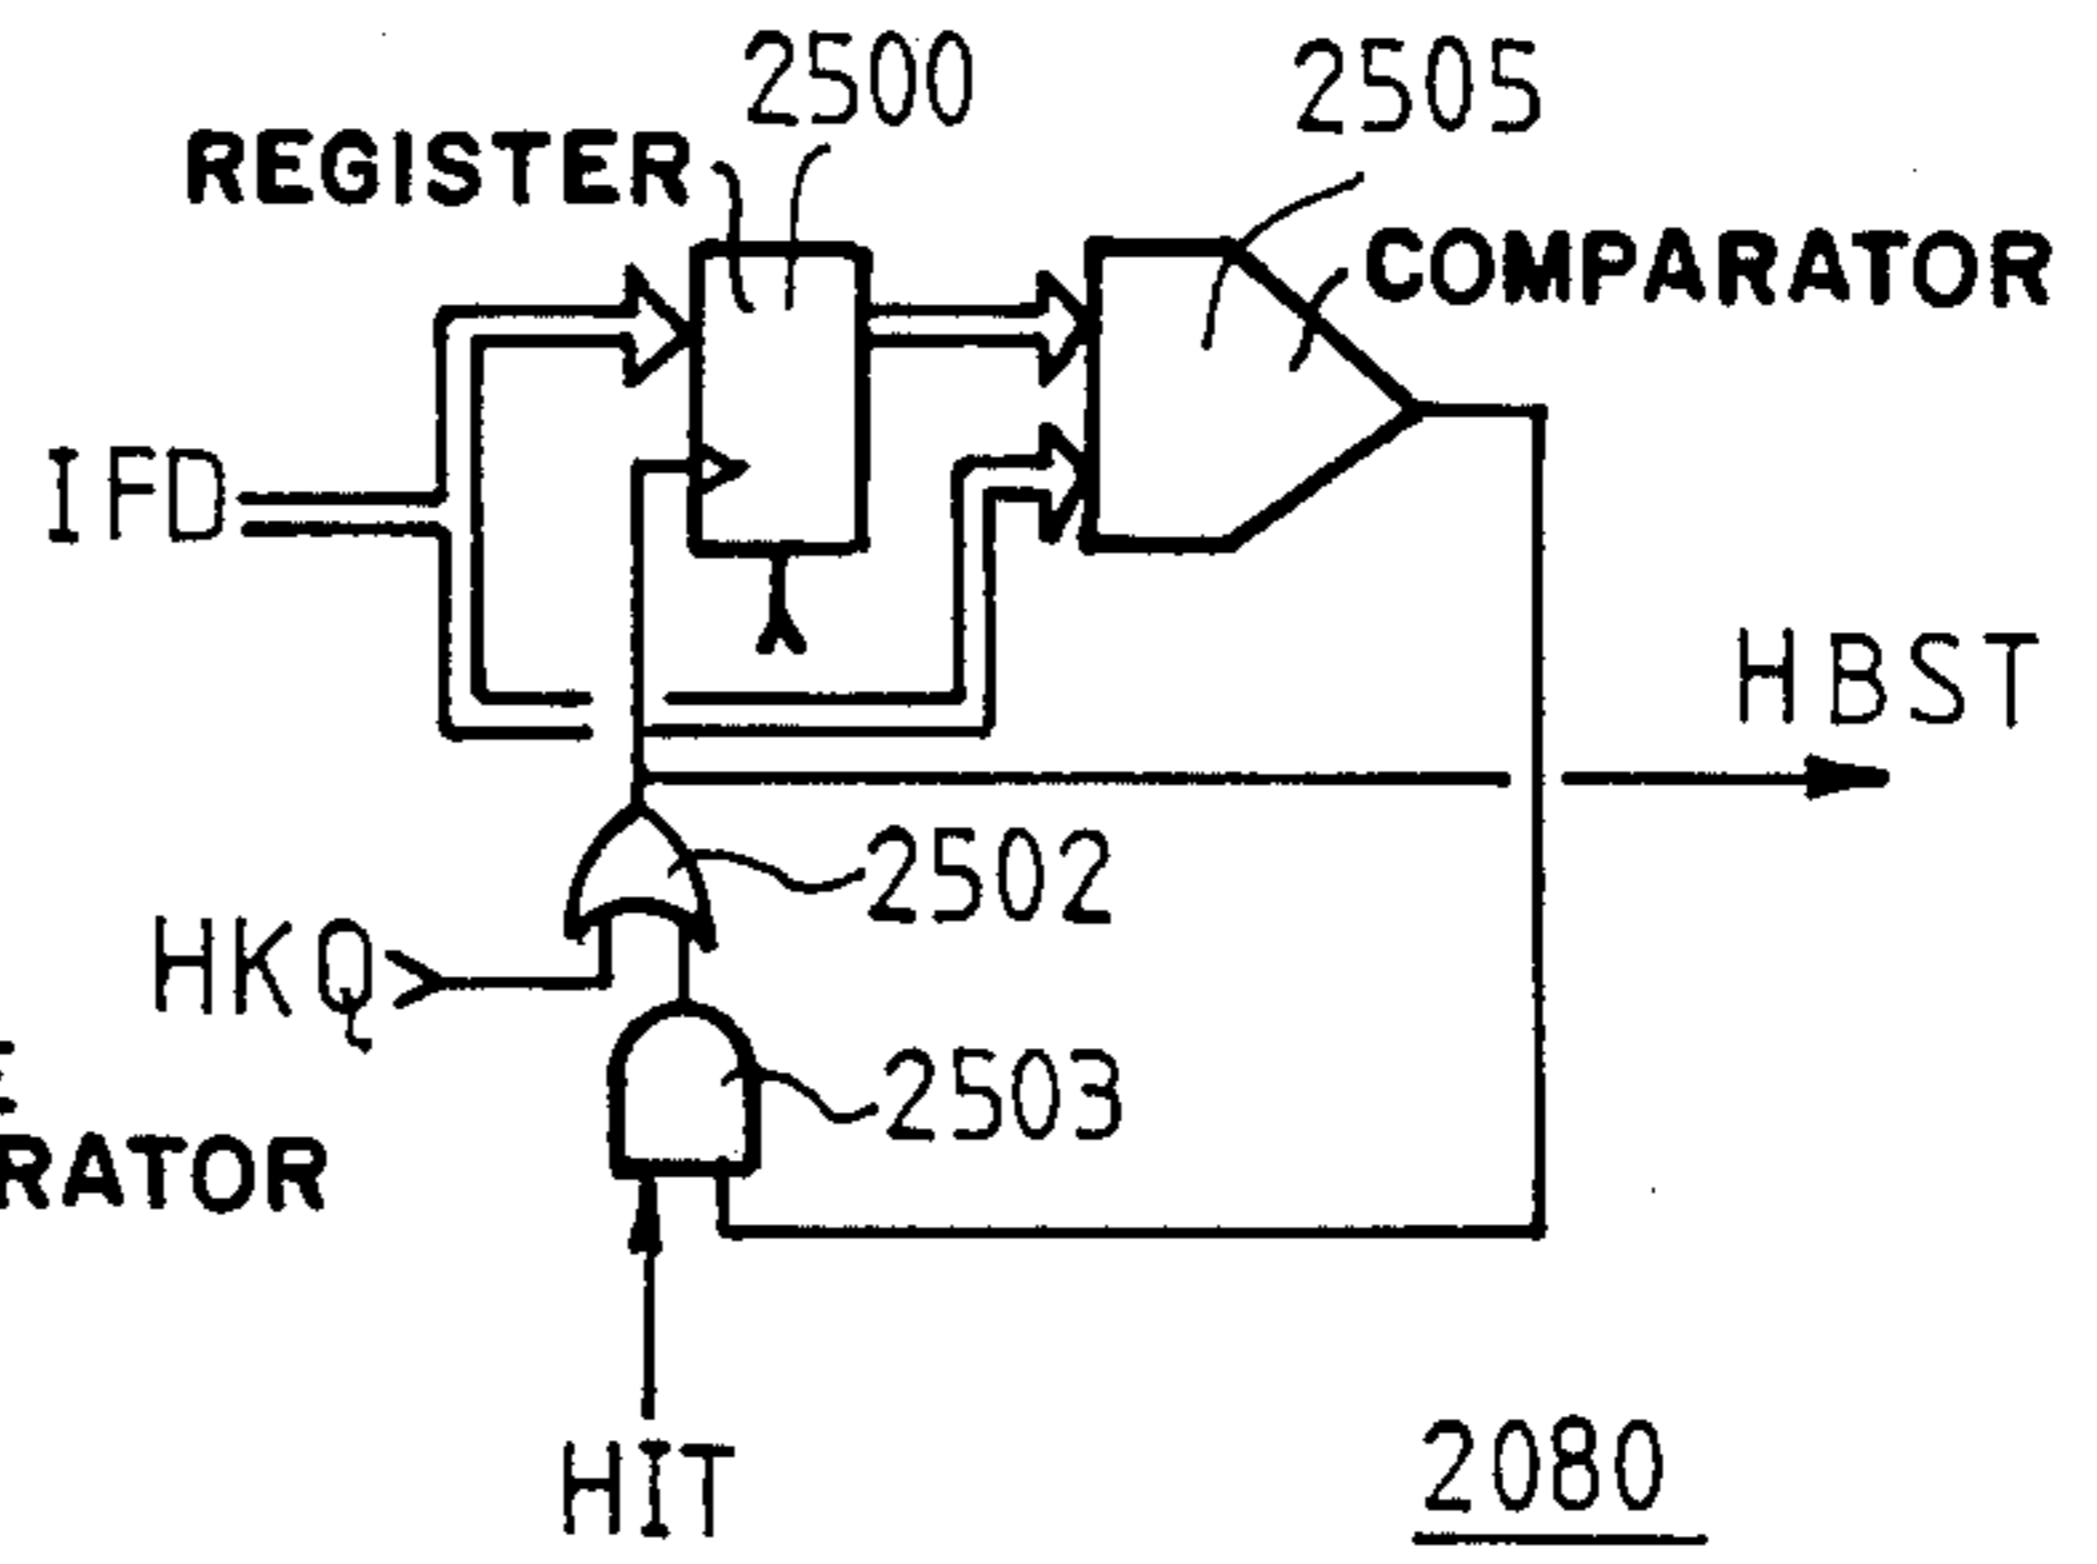 2500
2505
REGISTER
COMPARATOR
IFD
HBST
2502
HKQ
2503
RATOR
HIT
2080